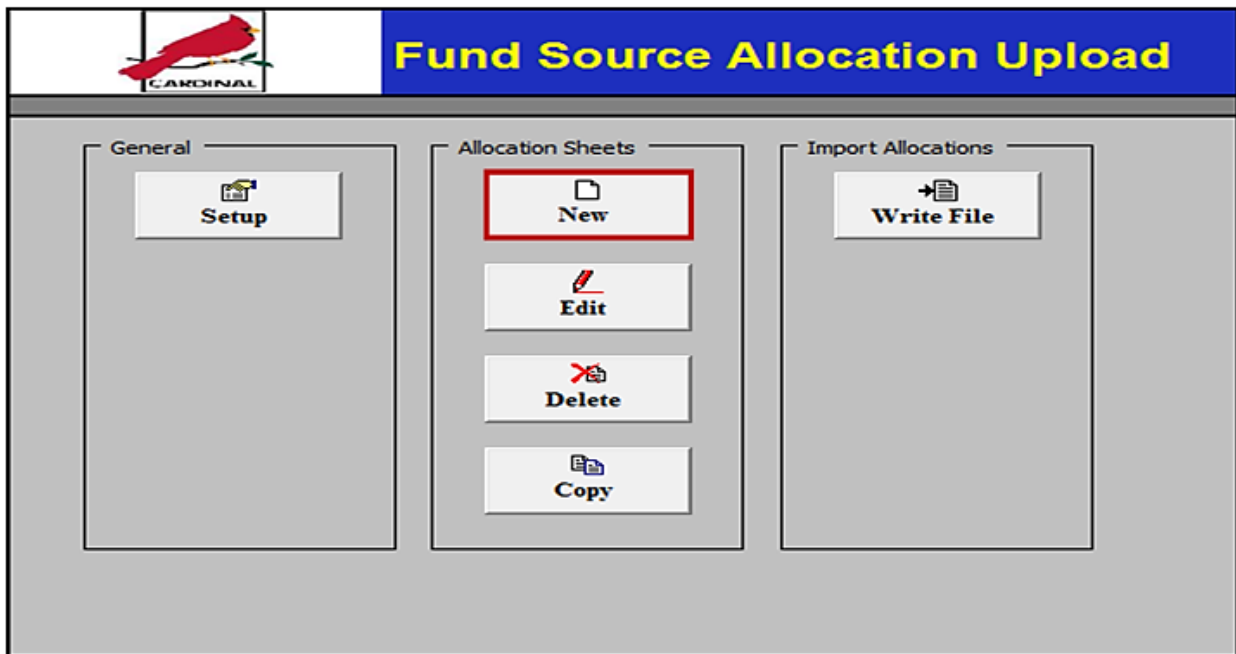 CARDINAL
Fund Source Allocation Upload
General
Setup
Allocation Sheets
New
Edit
Delete
Copy
Import Allocations
Write File